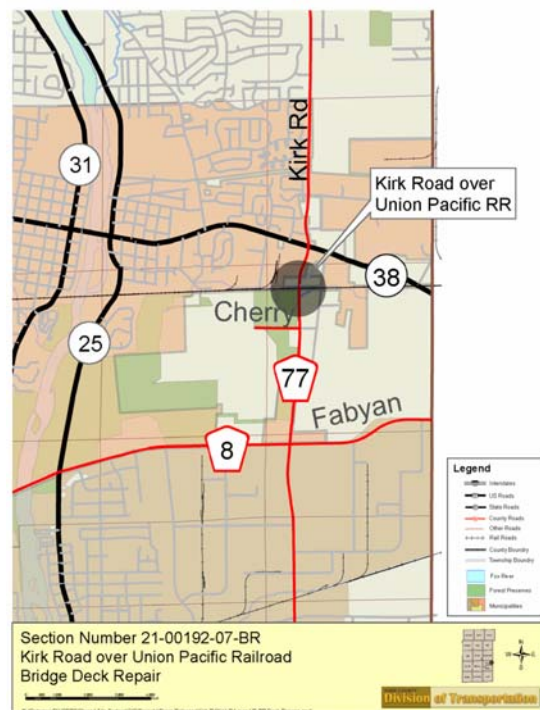 Kirk Rd
31
Kirk Road over
Union Pacific RR
38
Cherry
25
77
Fabyan
8
Legend
Interstates
US Roads
State Roads
County Roads
Other Roads
Rail Roads
County Boundry
Township Boundry
Fox River
Forest Preserves
Municipalities
Section Number 21-00192-07-BR
Kirk Road over Union Pacific Railroad
Bridge Deck Repair
N
W
E
S
Division of Transportation